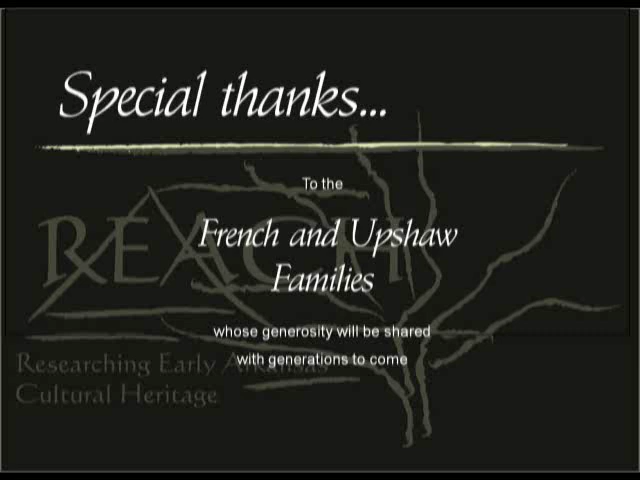 Special thanks...
To the
REACH
French and Upshaw
Families
whose generosity will be shared
with generations to come
Researching Early Arkansas
Cultural Heritage